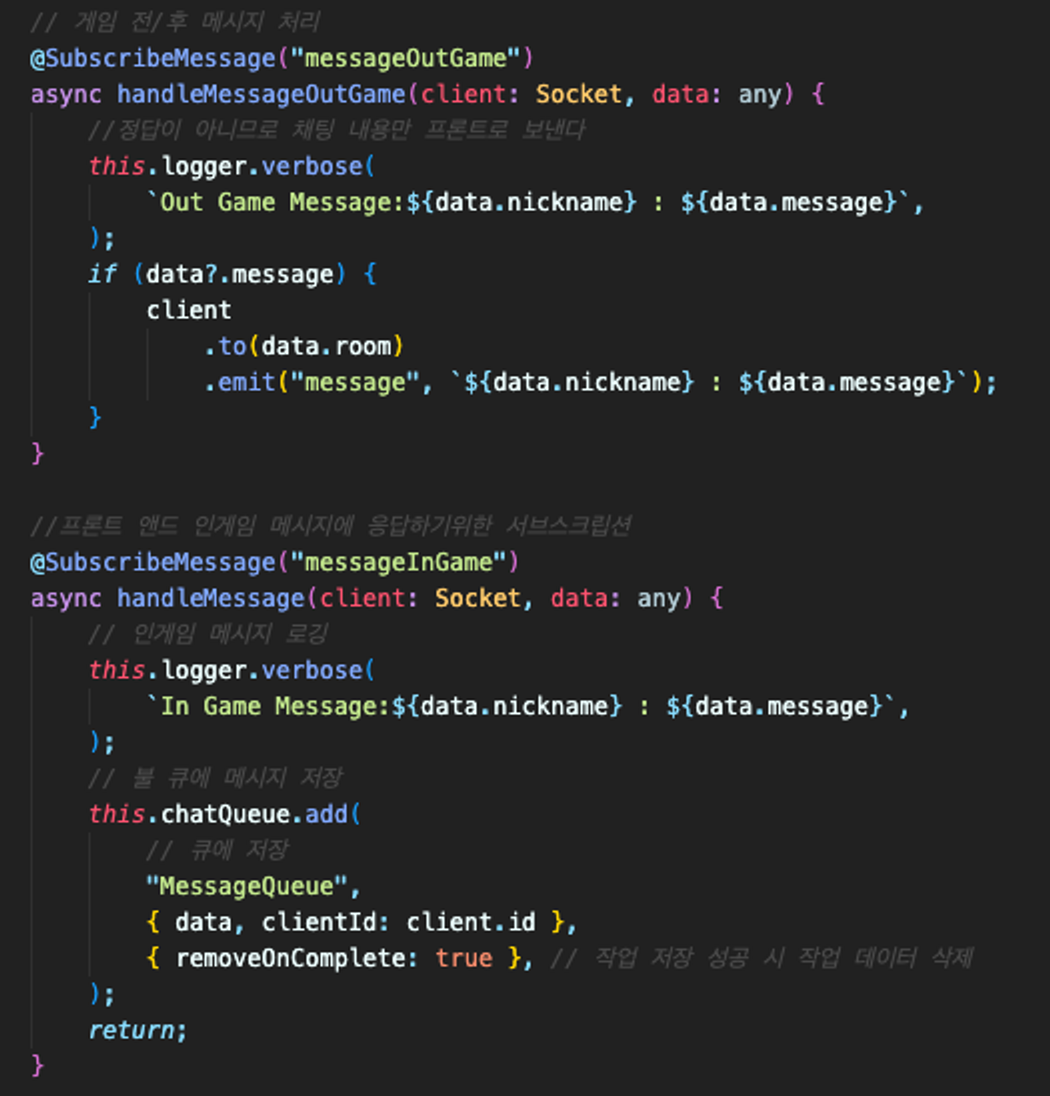 // 게임 전/후 메시지 처리
@SubscribeMessage("messageOutGame")
async handleMessageOutGame(client: Socket, data: any) {
//정답이 아니므로 채팅 내용만 프론트로 보낸다
this.logger.verbose(
`Out Game Message:${data.nickname} : ${data.message}`,
);
if (data?.message) {
client
.to(data.room)
.emit("message", `${data.nickname} : ${data.message}`);
}
}
//프론트 앤드 인게임 메시지에 응답하기위한 서브스크립션
@SubscribeMessage("messageInGame")
async handleMessage(client: Socket, data: any) {
// 인게임 메시지 로깅
this.logger.verbose(
`In Game Message:${data.nickname} : ${data.message}`,
);
// 불 큐에 메시지 저장
this.chatQueue.add(
// 큐에 저장
"MessageQueue",
{ data, clientId: client.id },
{ removeOnComplete: true }, // 작업 저장 성공 시 작업 데이터 삭제
);
return;
}